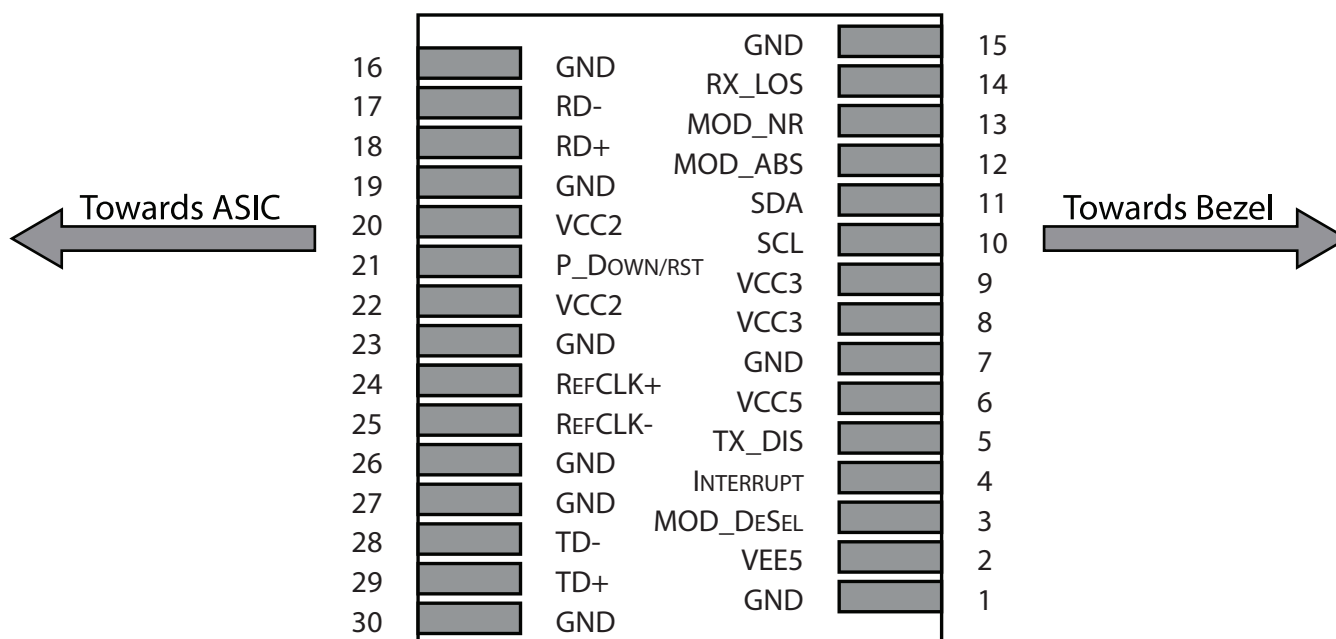 GND 15
16 GND
RX_LOS 14
17 RD-
MOD_NR 13
18 RD+
MOD_ABS 12
19 GND
SDA 11
Towards ASIC
Towards Bezel
20 VCC2
SCL 10
21 P_DOWN/RST
VCC3 9
22 VCC2
VCC3 8
23 GND
GND 7
24 REFCLK+
VCC5 6
25 REFCLK-
TX_DIS 5
26 GND
INTERRUPT 4
27 GND
MOD_DESEL 3
28 TD-
VEE5 2
29 TD+
GND 1
30 GND